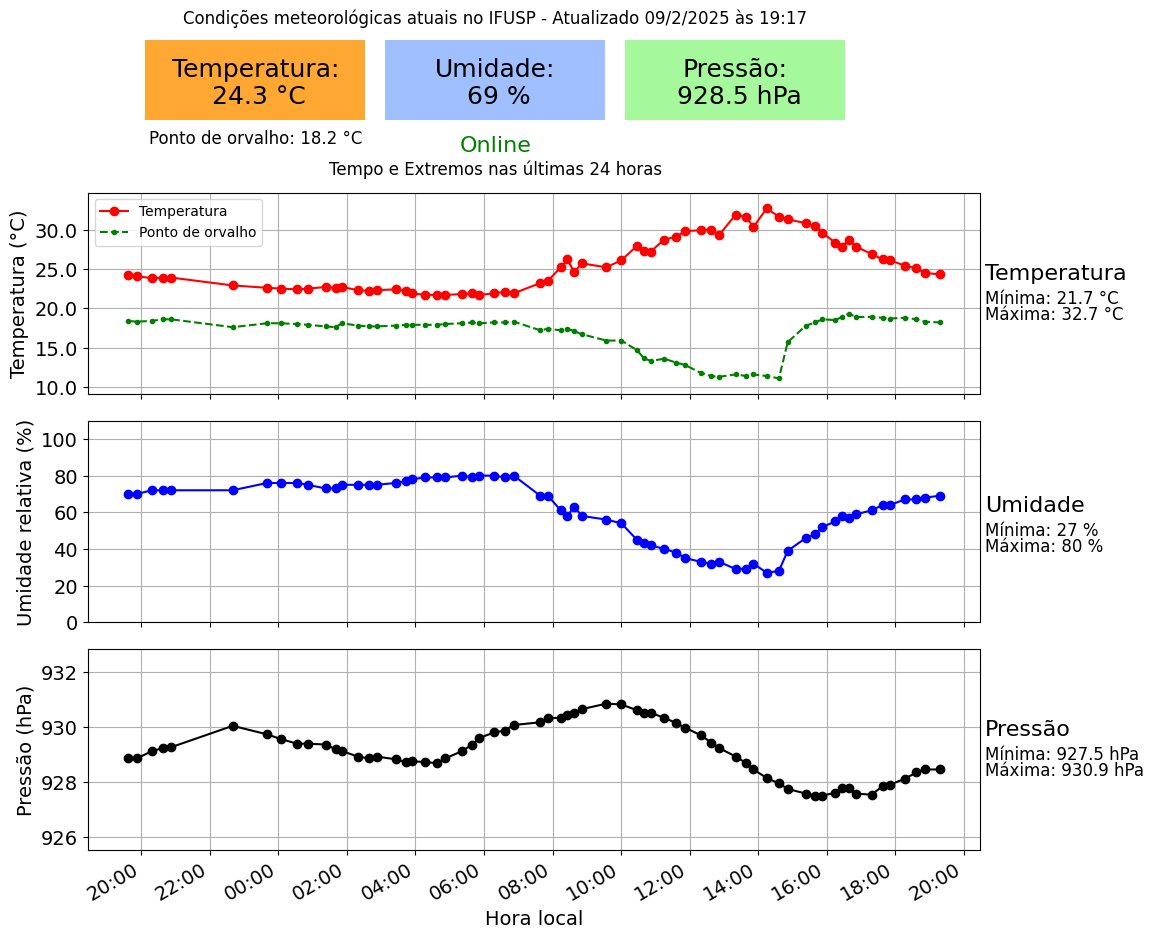 Condições meteorológicas atuais no IFUSP - Atualizado 09/2/2025 às 19:17
Temperatura:
24.3 °C
Umidade:
69 %
Pressão:
928.5 hPa
Ponto de orvalho: 18.2 °C
Online
Tempo e Extremos nas últimas 24 horas
Temperatura (°C)
30.0
25.0
20.0
15.0
10.0
Temperatura
Ponto de orvalho
Temperatura
Mínima: 21.7 °C
Máxima: 32.7 °C
Umidade relativa (%)
100
80
60
40
20
0
Umidade
Mínima: 27 %
Máxima: 80 %
Pressão (hPa)
932
930
928
926
Pressão
Mínima: 927.5 hPa
Máxima: 930.9 hPa
20:00 22:00 00:00 02:00 04:00 06:00 08:00 10:00 12:00 14:00 16:00 18:00 20:00
Hora local